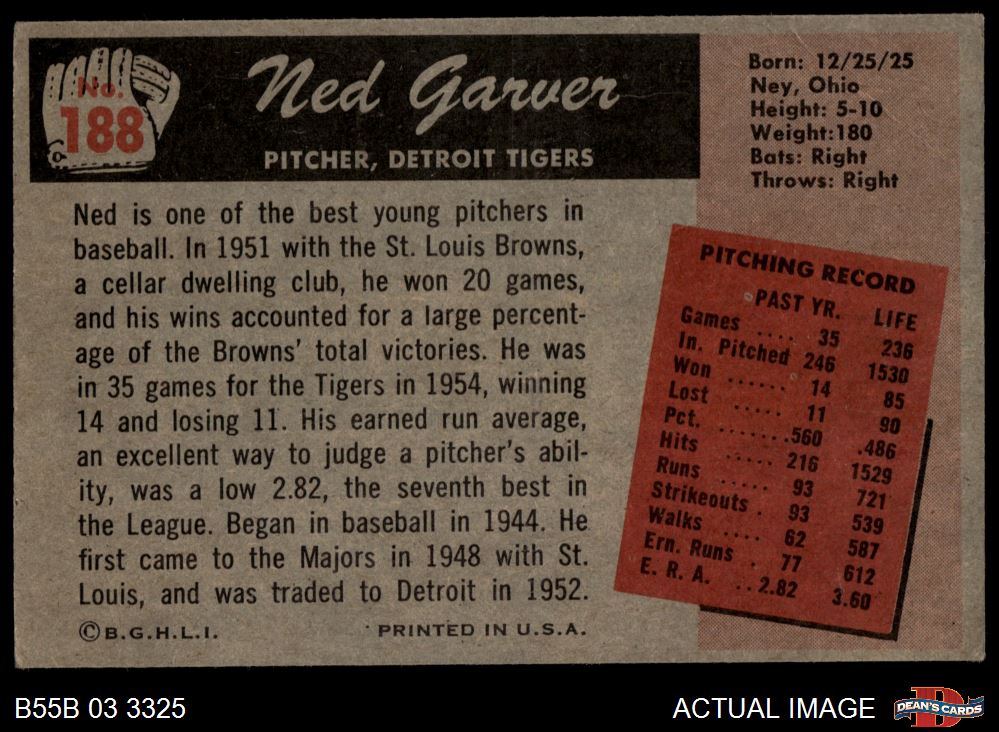 No.
188
Ned Garver
PITCHER, DETROIT TIGERS
Born: 12/25/25
Ney, Ohio
Height: 5-10
Weight:180
Bats: Right
Throws: Right
Ned is one of the best young pitchers in
baseball. In 1951 with the St. Louis Browns,
a cellar dwelling club, he won 20 games,
and his wins accounted for a large percent-
age of the Browns' total victories. He was
in 35 games for the Tigers in 1954, winning
14 and losing 11. His earned run average,
an excellent way to judge a pitcher's abil-
ity, was a low 2.82, the seventh best in
the League. Began in baseball in 1944. He
first came to the Majors in 1948 with St.
Louis, and was traded to Detroit in 1952.
©B.G.H.L.I. PRINTED IN U.S.A.
PITCHING RECORD
PAST YR. LIFE
Games .... 35 236
In. Pitched 246 1530
Won ...... 14 85
Lost ..... 11 90
Pct. .......560 .486
Hits ..... 216 1529
Runs ..... 93 721
Strikeouts . 93 539
Walks .... 62 587
Ern. Runs . 77 612
E. R. A. ..2.82 3.60
B55B 03 3325
ACTUAL IMAGE
DEAN'S CARDS